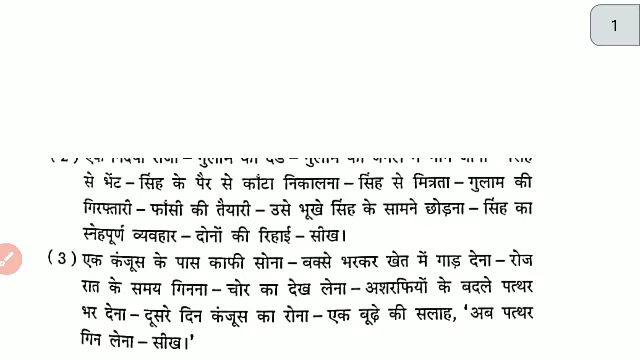 1
से भेंट – सिंह के पैर से कांटा निकालना – सिंह से मित्रता – गुलाम की
गिरफ्तारी – फांसी की तैयारी – उसे भूखे सिंह के सामने छोड़ना – सिंह का
स्नेहपूर्ण व्यवहार – दोनों की रिहाई – सीख।
(3) एक कंजूस के पास काफी सोना – बक्से भरकर खेत में गाड़ देना – रोज
रात के समय गिनना – चोर का देख लेना – अशरफियों के बदले पत्थर
भर देना – दूसरे दिन कंजूस का रोना – एक बूढ़े की सलाह, ‘अब पत्थर
गिन लेना – सीख।’